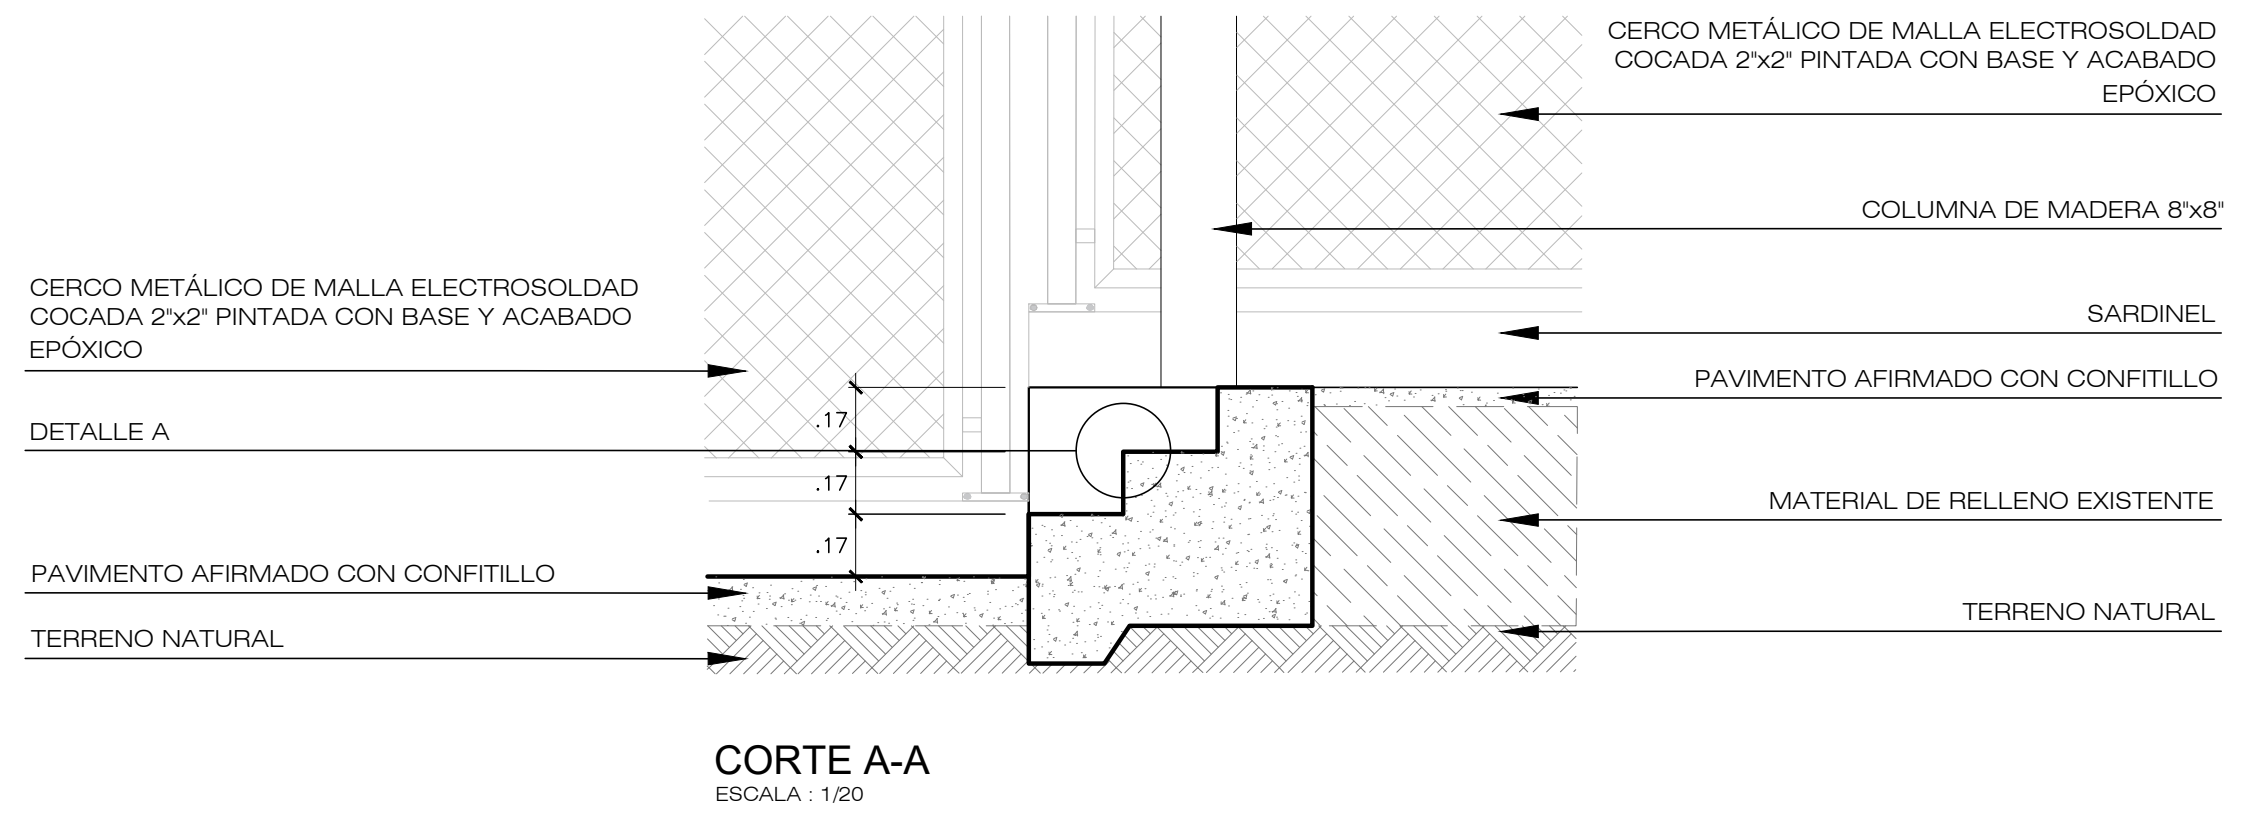 CERCO METÁLICO DE MALLA ELECTROSOLDAD
COCADA 2"x2" PINTADA CON BASE Y ACABADO
EPÓXICO
COLUMNA DE MADERA 8"x8"
SARDINEL
PAVIMENTO AFIRMADO CON CONFITILLO
MATERIAL DE RELLENO EXISTENTE
TERRENO NATURAL
CERCO METÁLICO DE MALLA ELECTROSOLDAD
COCADA 2"x2" PINTADA CON BASE Y ACABADO
EPÓXICO
DETALLE A
PAVIMENTO AFIRMADO CON CONFITILLO
TERRENO NATURAL
.17
.17
.17
CORTE A-A
ESCALA : 1/20